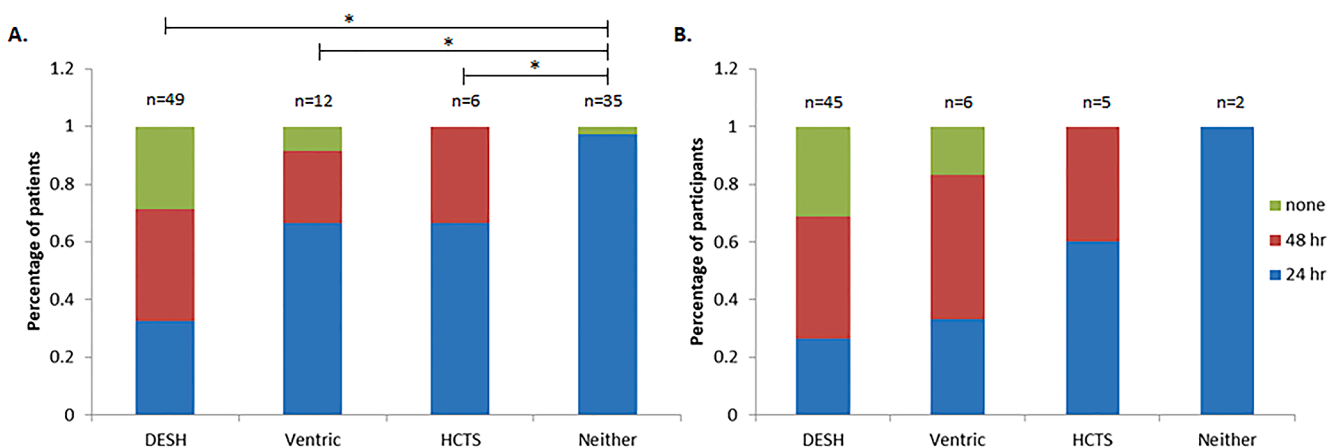 A.
*
*
*
Percentage of patients
1.2
1
0.8
0.6
0.4
0.2
0
n=49
n=12
n=6
n=35
DESH
Ventric
HCTS
Neither
B.
Percentage of participants
1.2
1
0.8
0.6
0.4
0.2
0
n=45
n=6
n=5
n=2
DESH
Ventric
HCTS
Neither
none
48 hr
24 hr